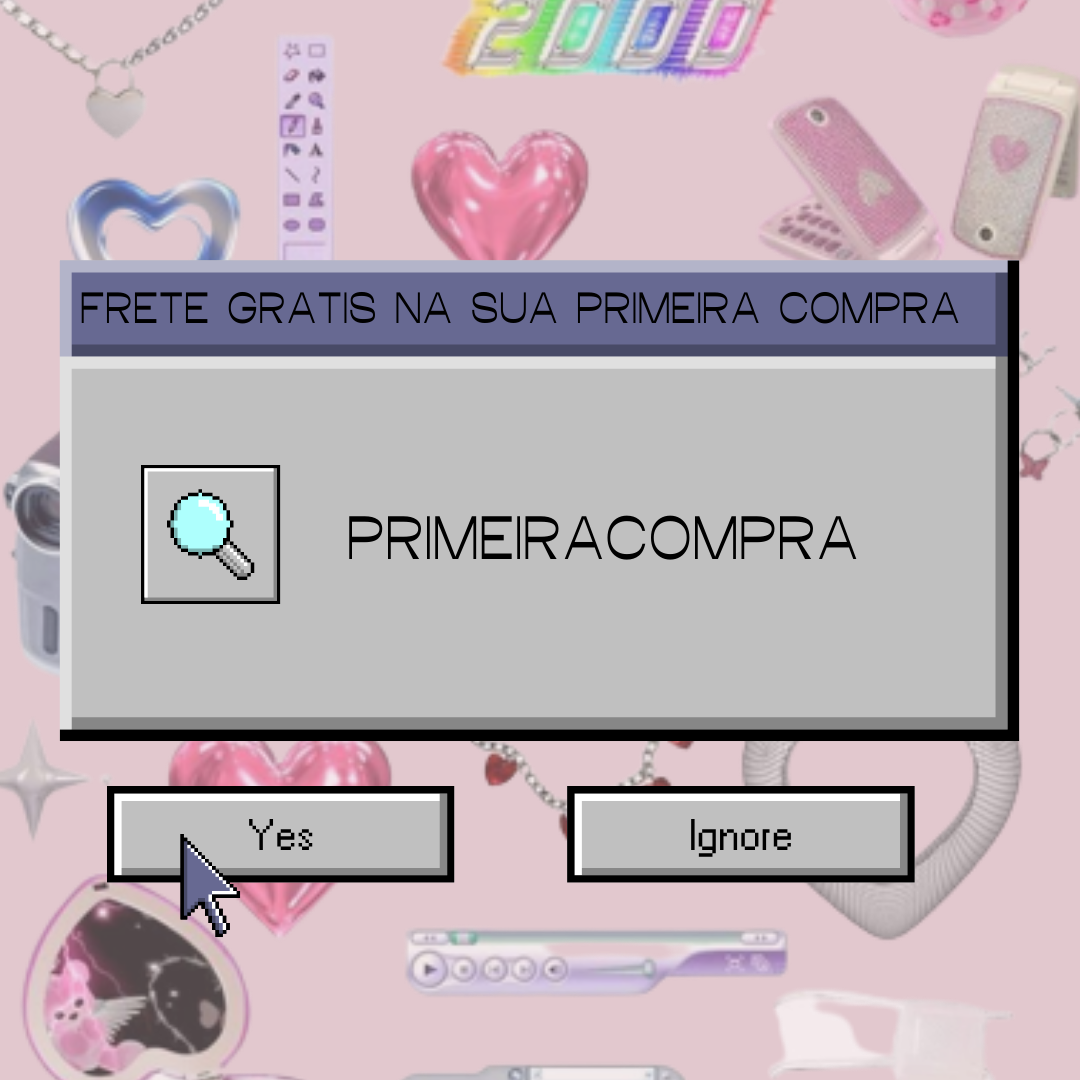 2000
FRETE GRATIS NA SUA PRIMEIRA COMPRA
PRIMEIRACOMPRA
Yes
Ignore